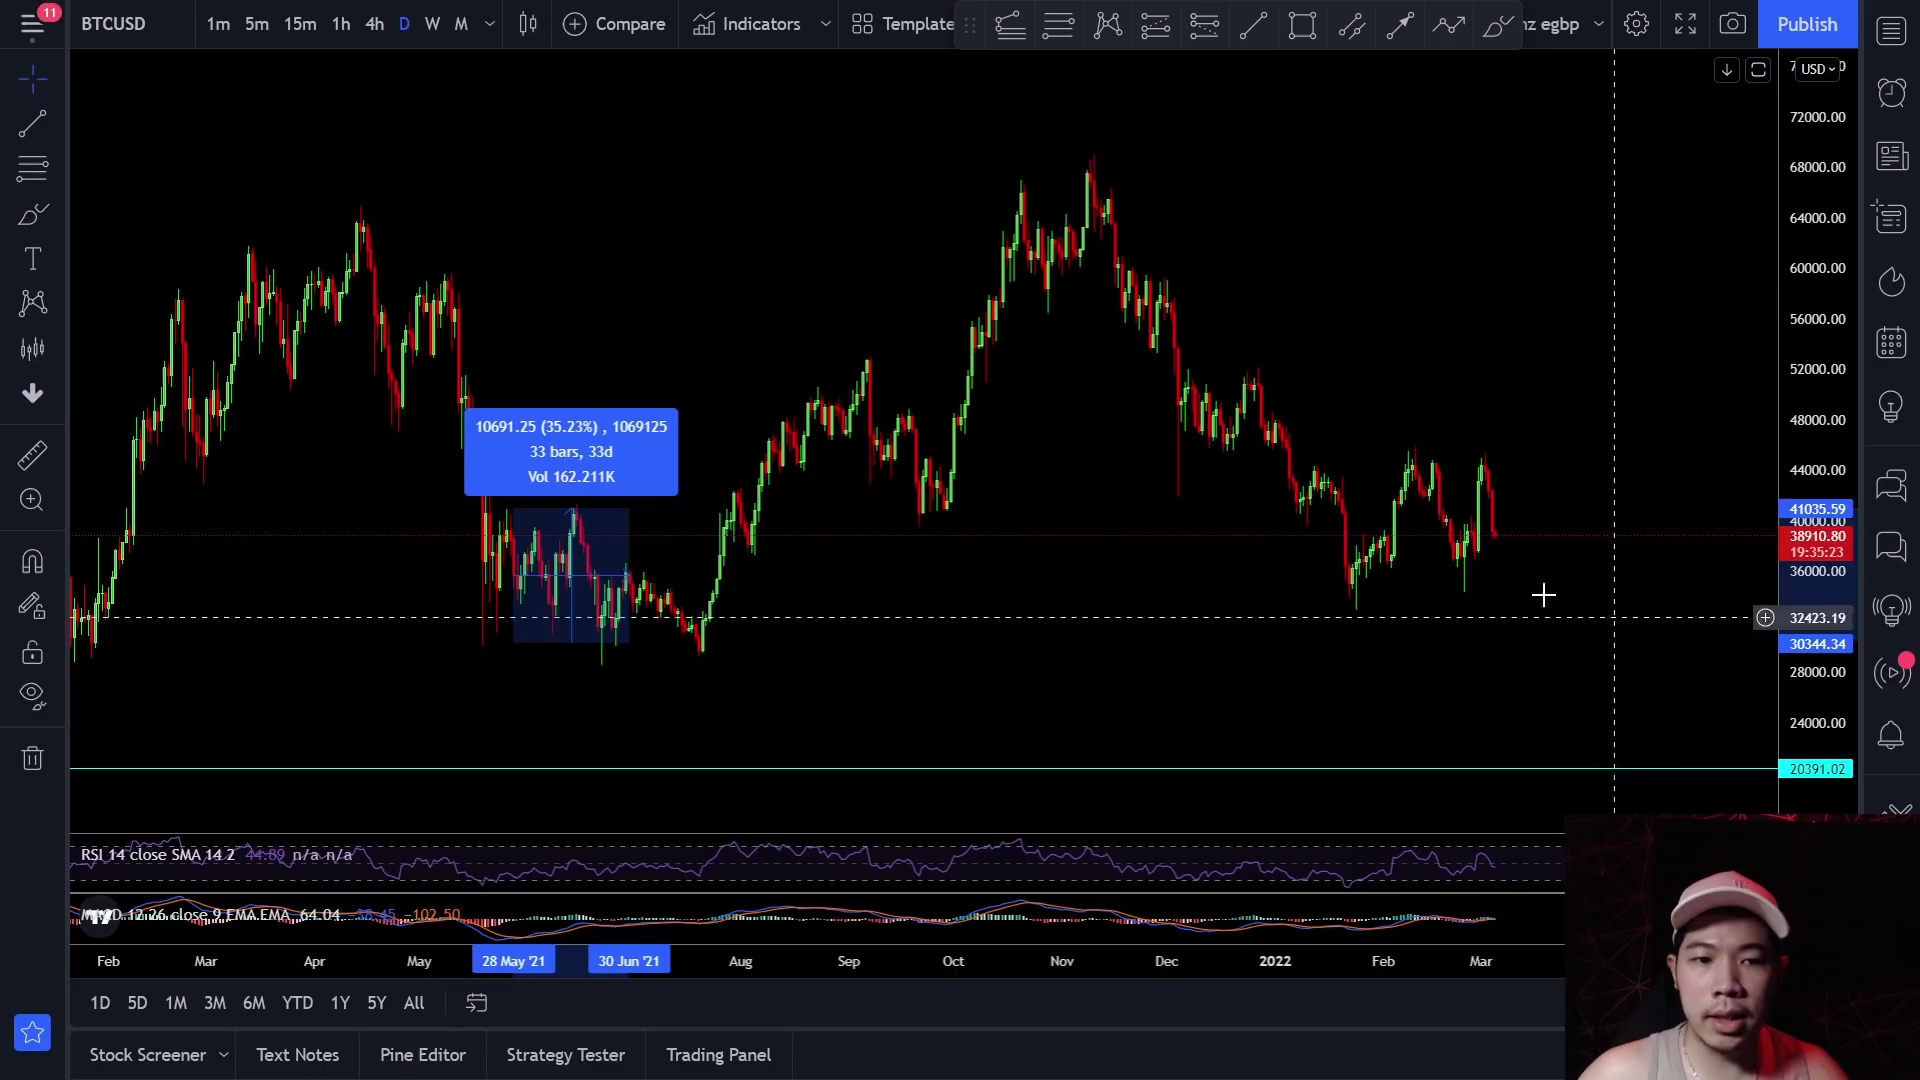 11
BTCUSD 1m 5m 15m 1h 4h D W M Compare Indicators Template egbp Publish
USD
72000.00
68000.00
64000.00
60000.00
56000.00
52000.00
48000.00
44000.00
41035.59
40000.00
38910.80
19:35:23
36000.00
32423.19
30344.34
28000.00
24000.00
20391.02
10691.25 (35.23%) , 1069125
33 bars, 33d
Vol 162.211K
RSI 14 close SMA 14 2 44.89 n/a n/a
12 26 close 9 EMA EMA 64.04 −102.50
Feb Mar Apr May 28 May '21 30 Jun '21 Aug Sep Oct Nov Dec 2022 Feb Mar
1D 5D 1M 3M 6M YTD 1Y 5Y All
Stock Screener Text Notes Pine Editor Strategy Tester Trading Panel